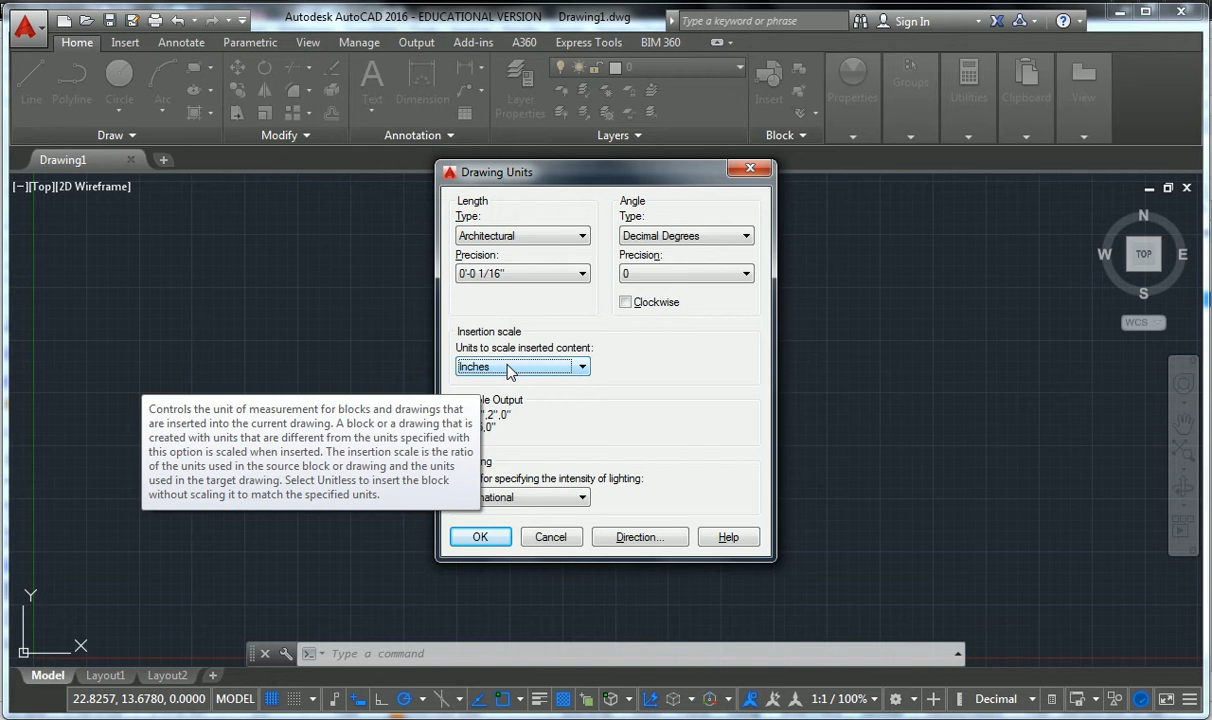 Autodesk AutoCAD 2016 - EDUCATIONAL VERSION Drawing1.dwg
Type a keyword or phrase
Sign In
Home Insert Annotate Parametric View Manage Output Add-ins A360 Express Tools BIM 360
Line Polyline Circle Arc
Text Dimension
Layer Properties
0
Insert
Properties
Groups
Utilities
Clipboard
View
Draw Modify Annotation Layers Block
Drawing1
[−][Top][2D Wireframe]
N
W TOP E
S
WCS
Drawing Units
Length
Type:
Architectural
Precision:
0'-0 1/16"
Angle
Type:
Decimal Degrees
Precision:
0
Clockwise
Insertion scale
Units to scale inserted content:
Inches
Output
",2",0"
,0"
for specifying the intensity of lighting:
OK Cancel Direction... Help
Controls the unit of measurement for blocks and drawings that
are inserted into the current drawing. A block or a drawing that is
created with units that are different from the units specified with
this option is scaled when inserted. The insertion scale is the ratio
of the units used in the source block or drawing and the units
used in the target drawing. Select Unitless to insert the block
without scaling it to match the specified units.
Y
X
Type a command
Model Layout1 Layout2
22.8257, 13.6780, 0.0000 MODEL 1:1 / 100% Decimal